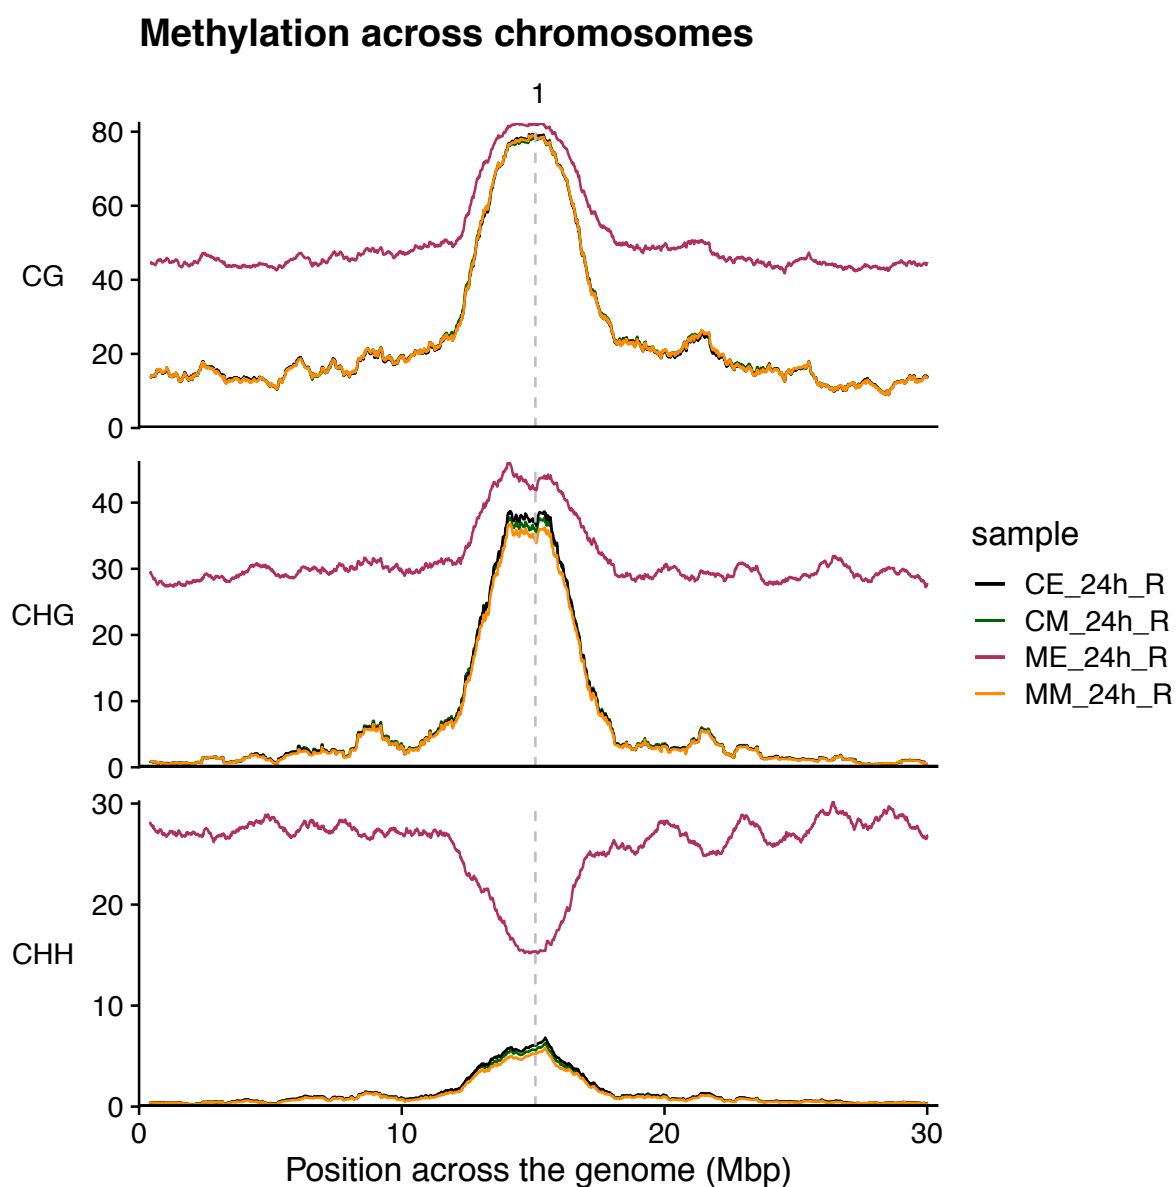 Methylation across chromosomes
1
80
60
CG
40
20
0
40
30
CHG
20
10
0
30
20
CHH
10
0
0 10 20 30
Position across the genome (Mbp)
sample
CE_24h_R
CM_24h_R
ME_24h_R
MM_24h_R